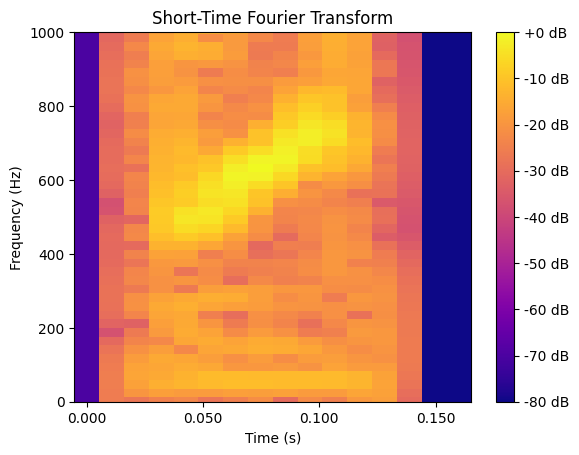 Short-Time Fourier Transform
1000
800
600
400
200
0
Frequency (Hz)
0.000
0.050
0.100
0.150
Time (s)
+0 dB
-10 dB
-20 dB
-30 dB
-40 dB
-50 dB
-60 dB
-70 dB
-80 dB